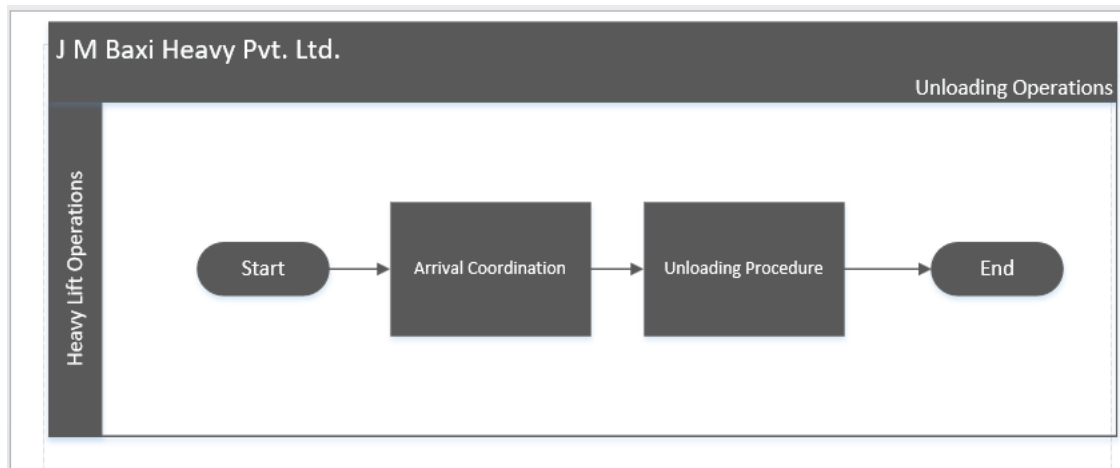 J M Baxi Heavy Pvt. Ltd.
Unloading Operations
Heavy Lift Operations
Start
Arrival Coordination
Unloading Procedure
End